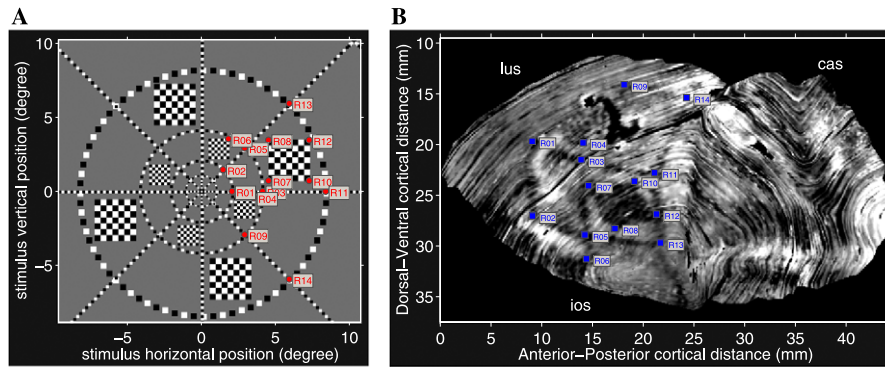 A
10
5
0
−5
−5
0
5
10
stimulus vertical position (degree)
stimulus horizontal position (degree)
R13
R06
R08
R12
R05
R02
R07
R10
R01
R03
R11
R04
R09
R14
B
10
15
20
25
30
35
0
5
10
15
20
25
30
35
40
Dorsal−Ventral cortical distance (mm)
Anterior−Posterior cortical distance (mm)
lus
cas
ios
R09
R14
R01
R04
R03
R11
R10
R07
R02
R12
R08
R05
R13
R06